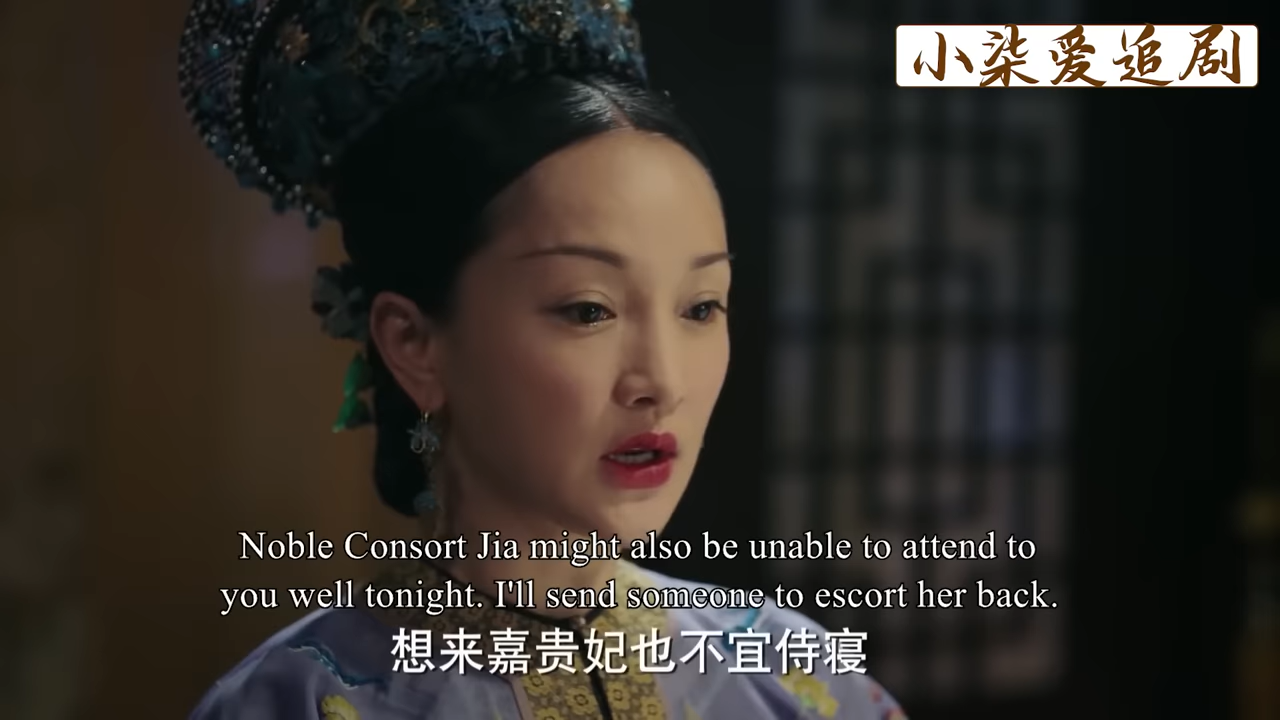 小柒爱追剧
Noble Consort Jia might also be unable to attend to
you well tonight. I'll send someone to escort her back.
想来嘉贵妃也不宜侍寝